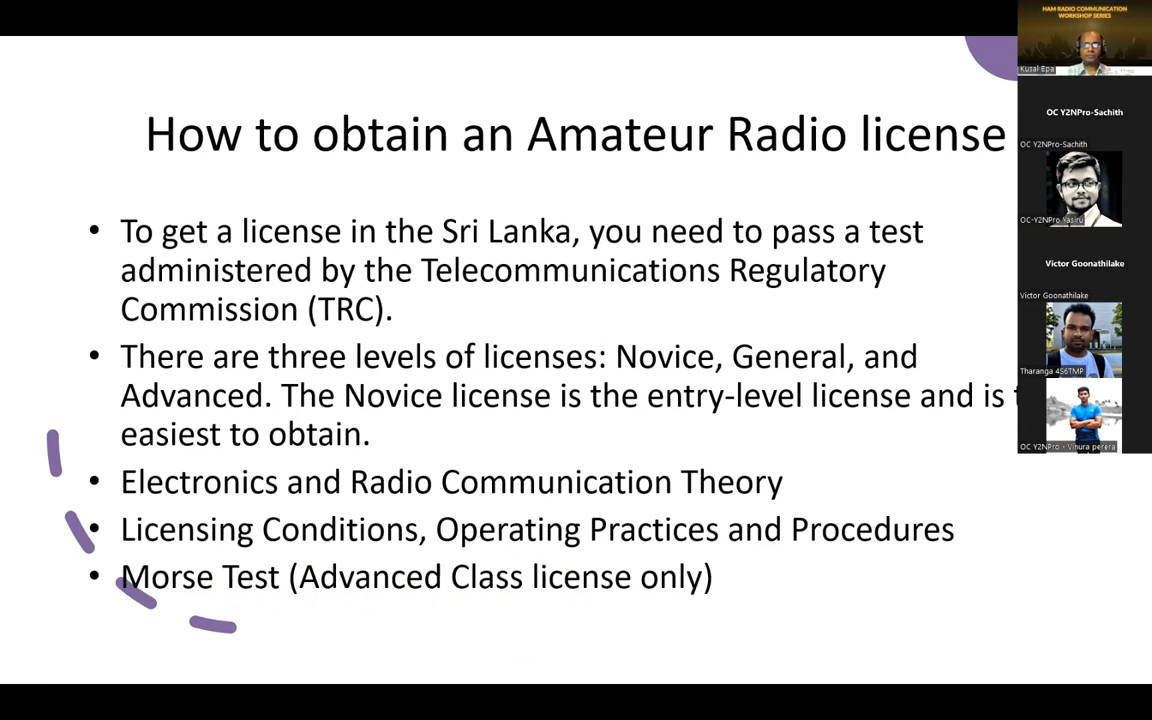 HAM RADIO COMMUNICATION
WORKSHOP SERIES
Kusal Epa
How to obtain an Amateur Radio license
OC Y2NPro-Sachith
OC Y2NPro-Sachith
• To get a license in the Sri Lanka, you need to pass a test
administered by the Telecommunications Regulatory
Commission (TRC).
OC-Y2NPro Yasiru
Victor Goonathilake
Victor Goonathilake
• There are three levels of licenses: Novice, General, and
Advanced. The Novice license is the entry-level license and is
easiest to obtain.
Tharanga 4S6TMP
OC Y2NPro - Vinura perera
• Electronics and Radio Communication Theory
• Licensing Conditions, Operating Practices and Procedures
• Morse Test (Advanced Class license only)